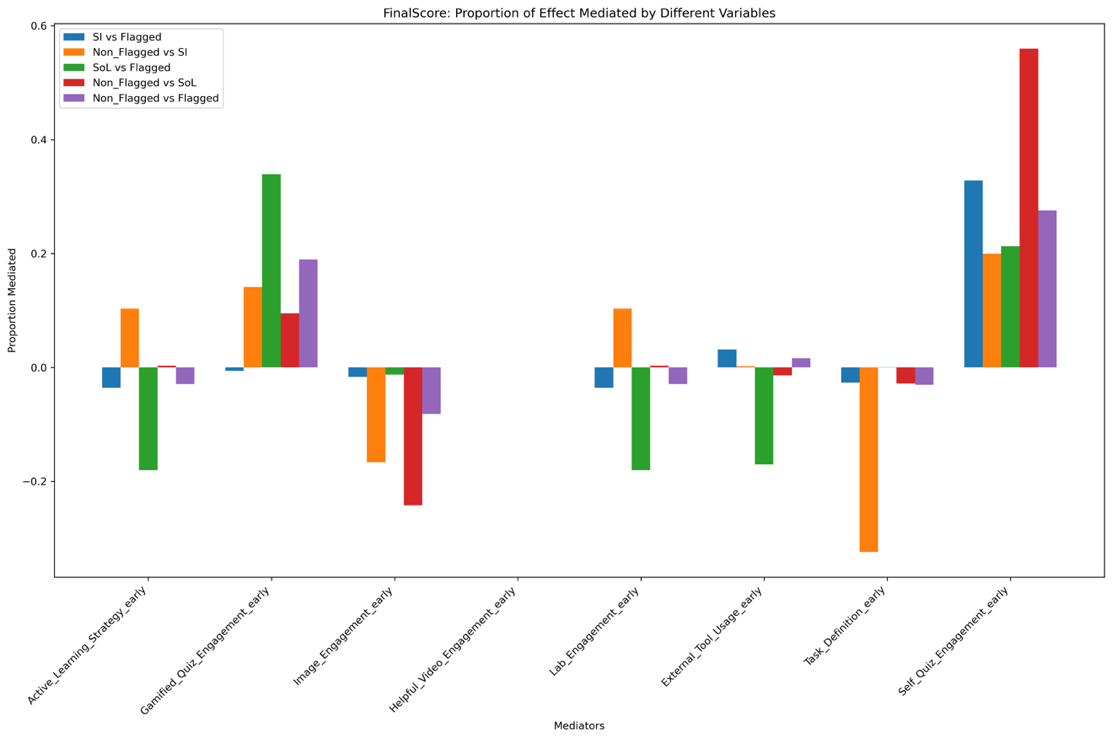 FinalScore: Proportion of Effect Mediated by Different Variables
SI vs Flagged
Non_Flagged vs SI
SoL vs Flagged
Non_Flagged vs SoL
Non_Flagged vs Flagged
0.6
0.4
0.2
0.0
−0.2
Proportion Mediated
Active_Learning_Strategy_early
Gamified_Quiz_Engagement_early
Image_Engagement_early
Helpful_Video_Engagement_early
Lab_Engagement_early
External_Tool_Usage_early
Task_Definition_early
Self_Quiz_Engagement_early
Mediators